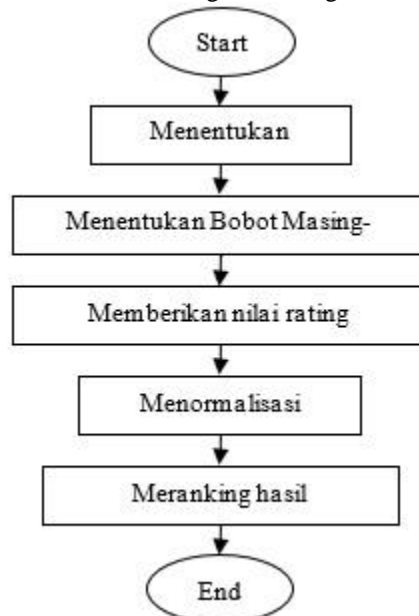 Start
Menentukan
Menentukan Bobot Masing-
Memberikan nilai rating
Menormalisasi
Meranking hasil
End